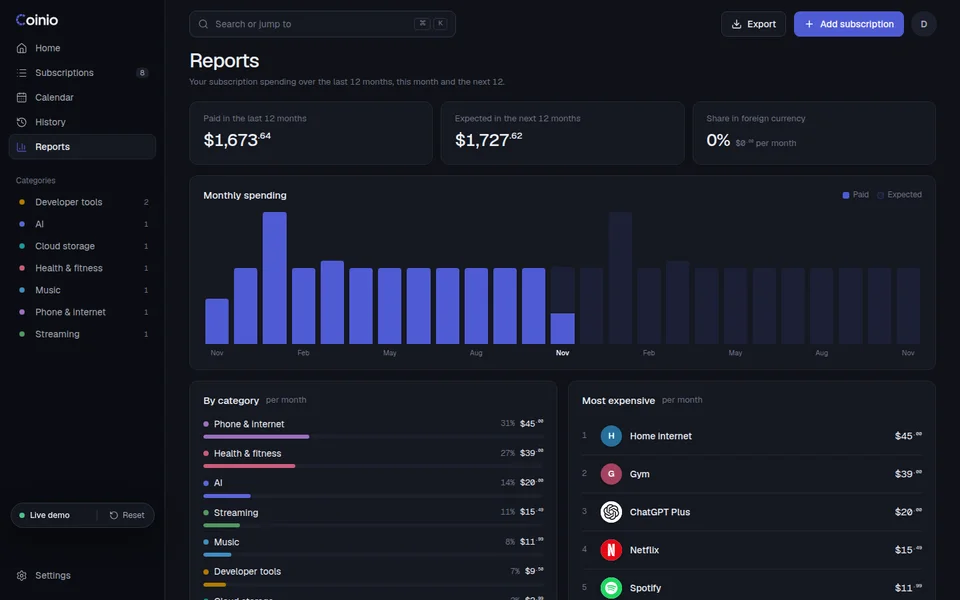 Coinio
Search or jump to
⌘ K
Export
+ Add subscription
D
Home
Subscriptions 8
Calendar
History
Reports
Categories
Developer tools 2
AI 1
Cloud storage 1
Health & fitness 1
Music 1
Phone & internet 1
Streaming 1
Live demo
Reset
Settings
Reports
Your subscription spending over the last 12 months, this month and the next 12.
Paid in the last 12 months
$1,673.64
Expected in the next 12 months
$1,727.62
Share in foreign currency
0% $0.00 per month
Monthly spending
Paid Expected
Nov Feb May Aug Nov Feb May Aug Nov
By category per month
Phone & internet 31% $45.00
Health & fitness 27% $39.00
AI 14% $20.00
Streaming 11% $15.49
Music 8% $11.00
Developer tools 7% $9.50
Most expensive per month
1 H Home Internet $45.00
2 G Gym $39.00
3 ChatGPT Plus $20.00
4 N Netflix $15.49
5 Spotify $11.00